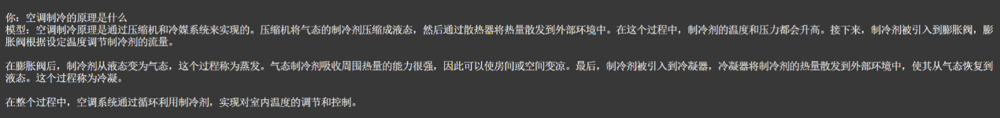 你：空调制冷的原理是什么
模型：空调制冷原理是通过压缩机和冷媒系统来实现的。压缩机将气态的制冷剂压缩成液态，然后通过散热器将热量散发到外部环境中。在这个过程中，制冷剂的温度和压力都会升高。接下来，制冷剂被引入到膨胀阀，膨
胀阀根据设定温度调节制冷剂的流量。
在膨胀阀后，制冷剂从液态变为气态，这个过程称为蒸发。气态制冷剂吸收周围热量的能力很强，因此可以使房间或空间变凉。最后，制冷剂被引入到冷凝器，冷凝器将制冷剂的热量散发到外部环境中，使其从气态恢复到
液态。这个过程称为冷凝。
在整个过程中，空调系统通过循环利用制冷剂，实现对室内温度的调节和控制。